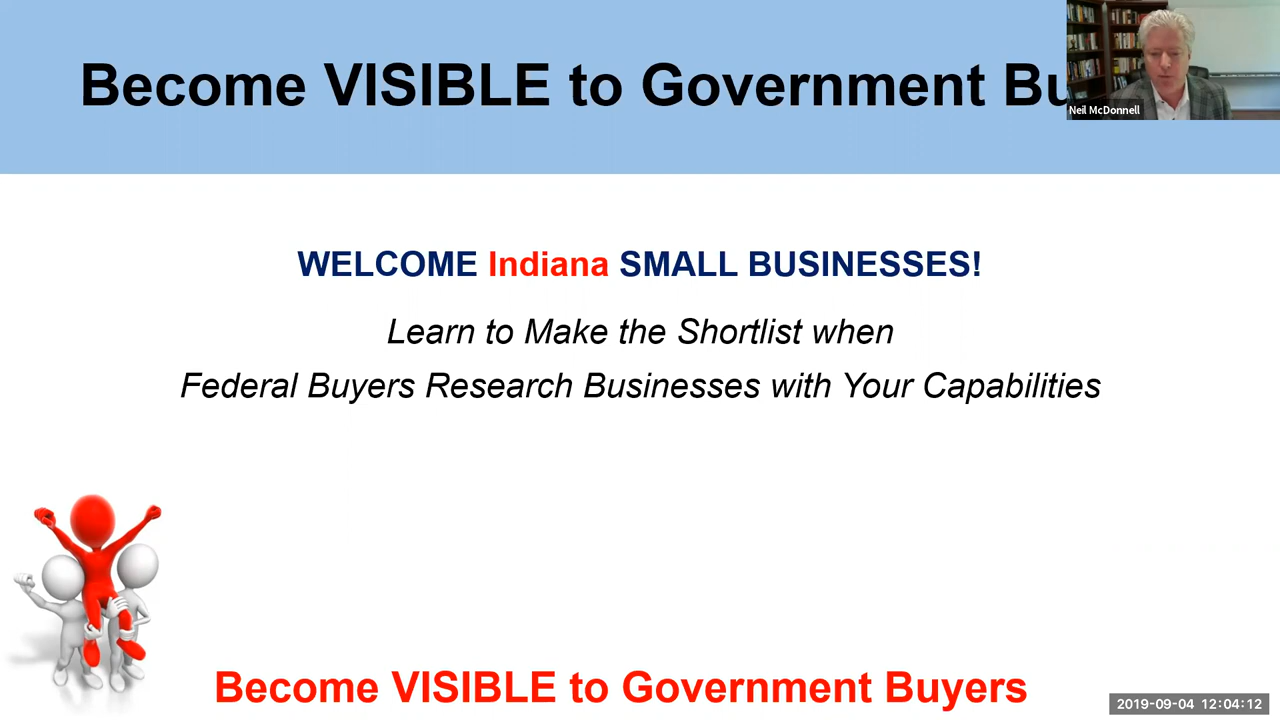 Become VISIBLE to Government Bu
Neil McDonnell
WELCOME Indiana SMALL BUSINESSES!
Learn to Make the Shortlist when
Federal Buyers Research Businesses with Your Capabilities
Become VISIBLE to Government Buyers
2019-09-04 12:04:12